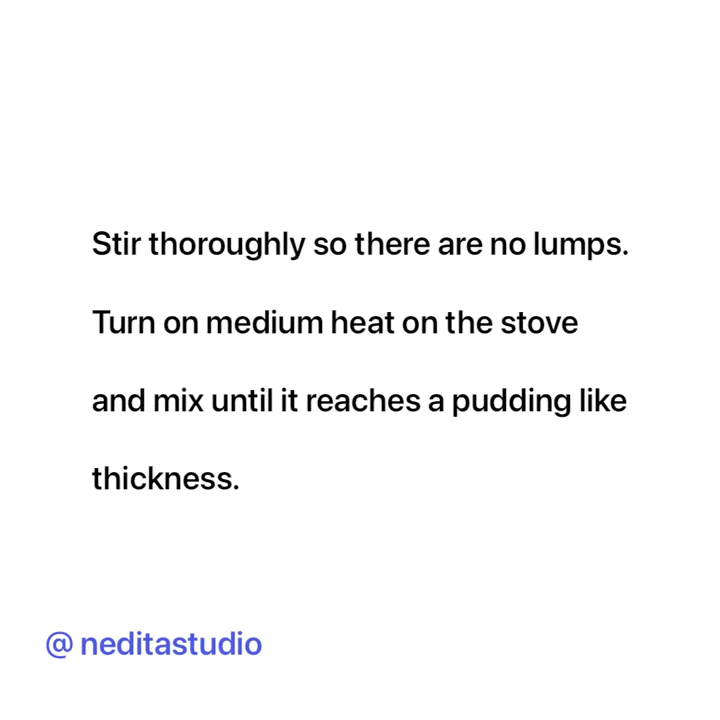 Stir thoroughly so there are no lumps.
Turn on medium heat on the stove
and mix until it reaches a pudding like
thickness.
@ neditastudio